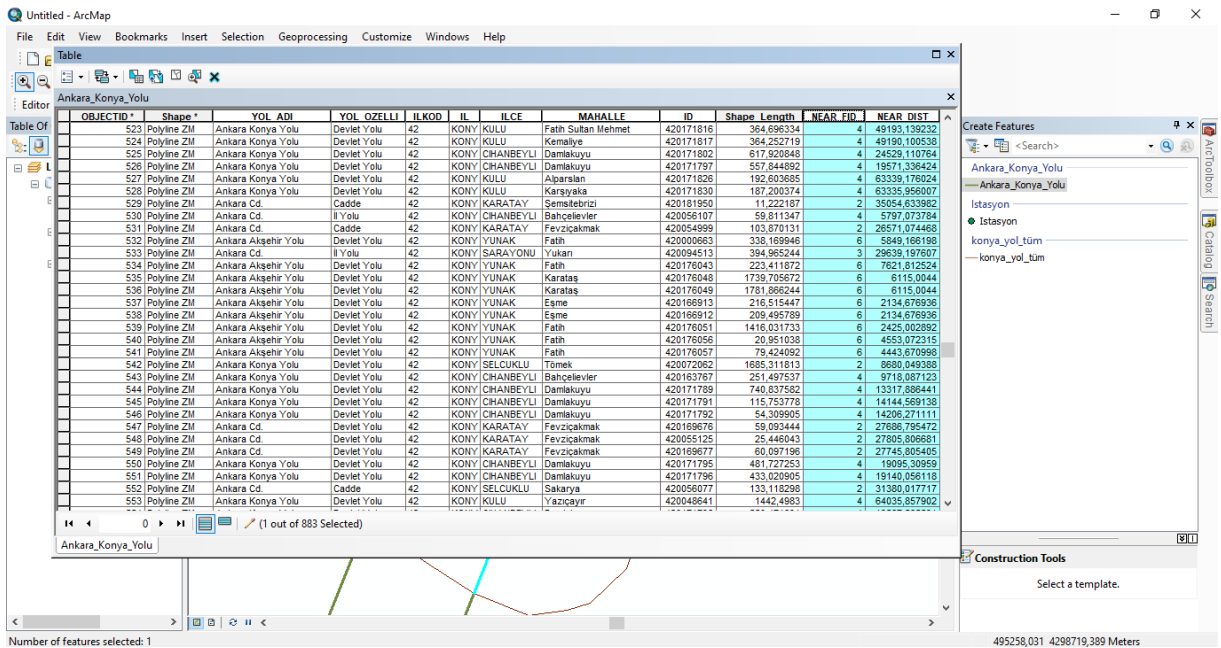 Untitled - ArcMap
File Edit View Bookmarks Insert Selection Geoprocessing Customize Windows Help
Table
Editor
Table Of
Ankara_Konya_Yolu
OBJECTID * Shape * YOL_ADI YOL_OZELLI ILKOD IL ILCE MAHALLE ID Shape_Length NEAR_FID NEAR_DIST
523 Polyline ZM Ankara Konya Yolu Devlet Yolu 42 KONY KULU Fatih Sultan Mehmet 420171816 364,696334 4 49193,139232
524 Polyline ZM Ankara Konya Yolu Devlet Yolu 42 KONY KULU Kemaliye 420171817 364,252719 4 49190,100538
525 Polyline ZM Ankara Konya Yolu Devlet Yolu 42 KONY CIHANBEYLI Damlakuyu 420171802 617,920848 4 24529,110764
526 Polyline ZM Ankara Konya Yolu Devlet Yolu 42 KONY CIHANBEYLI Damlakuyu 420171797 557,844892 4 19571,336424
527 Polyline ZM Ankara Konya Yolu Devlet Yolu 42 KONY KULU Alparslan 420171826 192,603685 4 63339,176024
528 Polyline ZM Ankara Konya Yolu Devlet Yolu 42 KONY KULU Karşıyaka 420171830 187,200374 4 63335,956007
529 Polyline ZM Ankara Cd. Cadde 42 KONY KARATAY Şemsitebrizi 420181950 11,222187 2 35054,633982
530 Polyline ZM Ankara Cd. İl Yolu 42 KONY CIHANBEYLI Bahçelievler 420056107 59,811347 4 5797,073784
531 Polyline ZM Ankara Cd. Cadde 42 KONY KARATAY Fevziçakmak 420054999 103,870131 2 26571,074468
532 Polyline ZM Ankara Akşehir Yolu Devlet Yolu 42 KONY YUNAK Fatih 420000663 338,169946 6 5849,166198
533 Polyline ZM Ankara Cd. İl Yolu 42 KONY SARAYONU Yukarı 420094513 394,965244 3 29639,197607
534 Polyline ZM Ankara Akşehir Yolu Devlet Yolu 42 KONY YUNAK Fatih 420176043 223,411872 6 7621,812524
535 Polyline ZM Ankara Akşehir Yolu Devlet Yolu 42 KONY YUNAK Karataş 420176048 1739,705672 6 6115,0044
536 Polyline ZM Ankara Akşehir Yolu Devlet Yolu 42 KONY YUNAK Karataş 420176049 1781,866244 6 6115,0044
537 Polyline ZM Ankara Akşehir Yolu Devlet Yolu 42 KONY YUNAK Eşme 420166913 216,515447 6 2134,676936
538 Polyline ZM Ankara Akşehir Yolu Devlet Yolu 42 KONY YUNAK Eşme 420166912 209,495789 6 2134,676936
539 Polyline ZM Ankara Akşehir Yolu Devlet Yolu 42 KONY YUNAK Fatih 420176051 1416,031733 6 2425,002892
540 Polyline ZM Ankara Akşehir Yolu Devlet Yolu 42 KONY YUNAK Fatih 420176056 20,951038 6 4553,072315
541 Polyline ZM Ankara Akşehir Yolu Devlet Yolu 42 KONY YUNAK Fatih 420176057 79,424092 6 4443,670998
542 Polyline ZM Ankara Konya Yolu Devlet Yolu 42 KONY SELCUKLU Tömek 420072062 1685,311813 2 8680,049388
543 Polyline ZM Ankara Konya Yolu Devlet Yolu 42 KONY CIHANBEYLI Bahçelievler 420163767 251,497537 4 9718,087123
544 Polyline ZM Ankara Konya Yolu Devlet Yolu 42 KONY CIHANBEYLI Damlakuyu 420171789 740,837582 4 13317,886441
545 Polyline ZM Ankara Konya Yolu Devlet Yolu 42 KONY CIHANBEYLI Damlakuyu 420171791 115,753778 4 14144,569138
546 Polyline ZM Ankara Konya Yolu Devlet Yolu 42 KONY CIHANBEYLI Damlakuyu 420171792 54,309905 4 14206,271111
547 Polyline ZM Ankara Cd. Devlet Yolu 42 KONY KARATAY Fevziçakmak 420169676 59,093444 2 27686,795472
548 Polyline ZM Ankara Cd. Devlet Yolu 42 KONY KARATAY Fevziçakmak 420055125 25,446043 2 27805,806681
549 Polyline ZM Ankara Cd. Devlet Yolu 42 KONY KARATAY Fevziçakmak 420169677 60,097196 2 27745,805405
550 Polyline ZM Ankara Konya Yolu Devlet Yolu 42 KONY CIHANBEYLI Damlakuyu 420171795 481,727253 4 19095,30959
551 Polyline ZM Ankara Konya Yolu Devlet Yolu 42 KONY CIHANBEYLI Damlakuyu 420171796 433,020905 4 19140,056118
552 Polyline ZM Ankara Cd. Cadde 42 KONY SELCUKLU Sakarya 420056077 133,118298 2 31380,017717
553 Polyline ZM Ankara Konya Yolu Devlet Yolu 42 KONY KULU Yazıçayır 420048641 1442,4983 4 64035,857902
0 (1 out of 883 Selected)
Ankara_Konya_Yolu
Create Features
<Search>
Ankara_Konya_Yolu
Ankara_Konya_Yolu
Istasyon
Istasyon
konya_yol_tüm
konya_yol_tüm
Construction Tools
Select a template.
ArcToolbox
Catalog
Search
Number of features selected: 1
495258,031 4298719,389 Meters